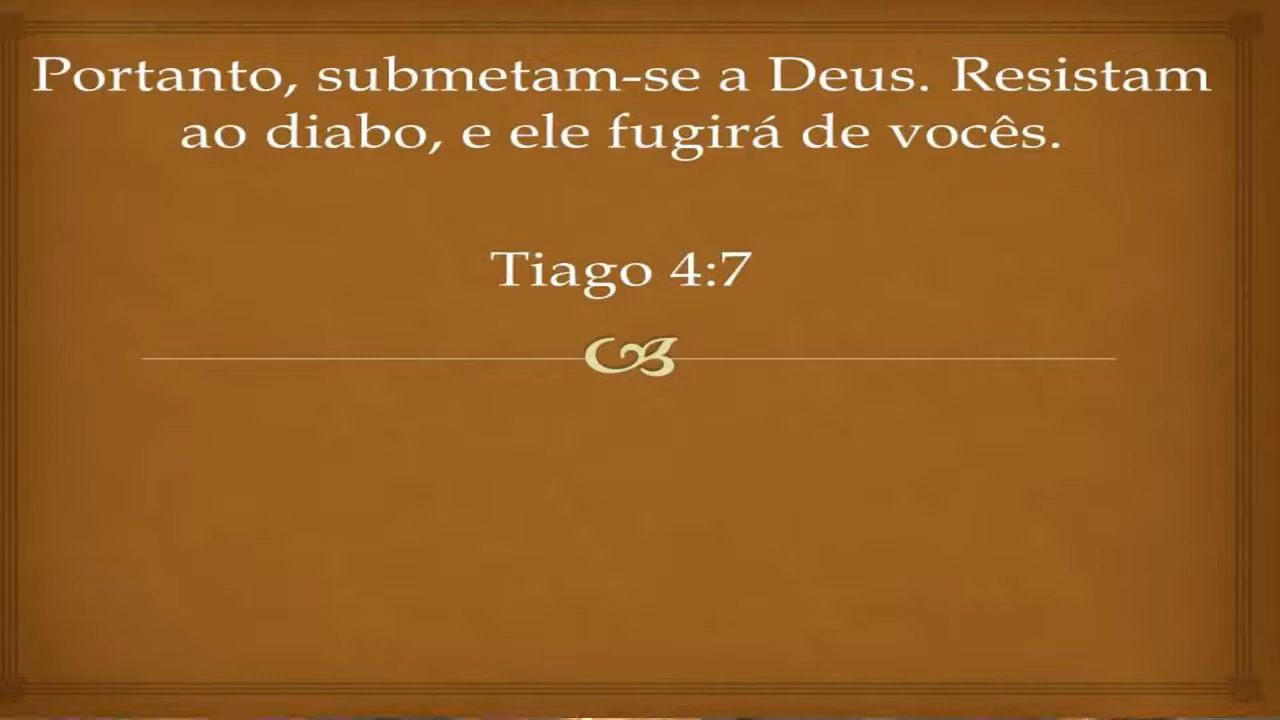 Portanto, submetam-se a Deus. Resistam
ao diabo, e ele fugirá de vocês.
Tiago 4:7